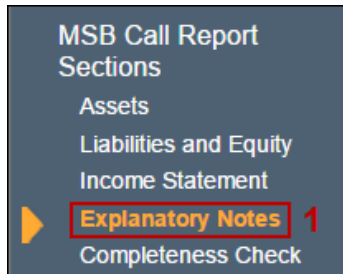 MSB Call Report
Sections
Assets
Liabilities and Equity
Income Statement
Explanatory Notes 1
Completeness Check